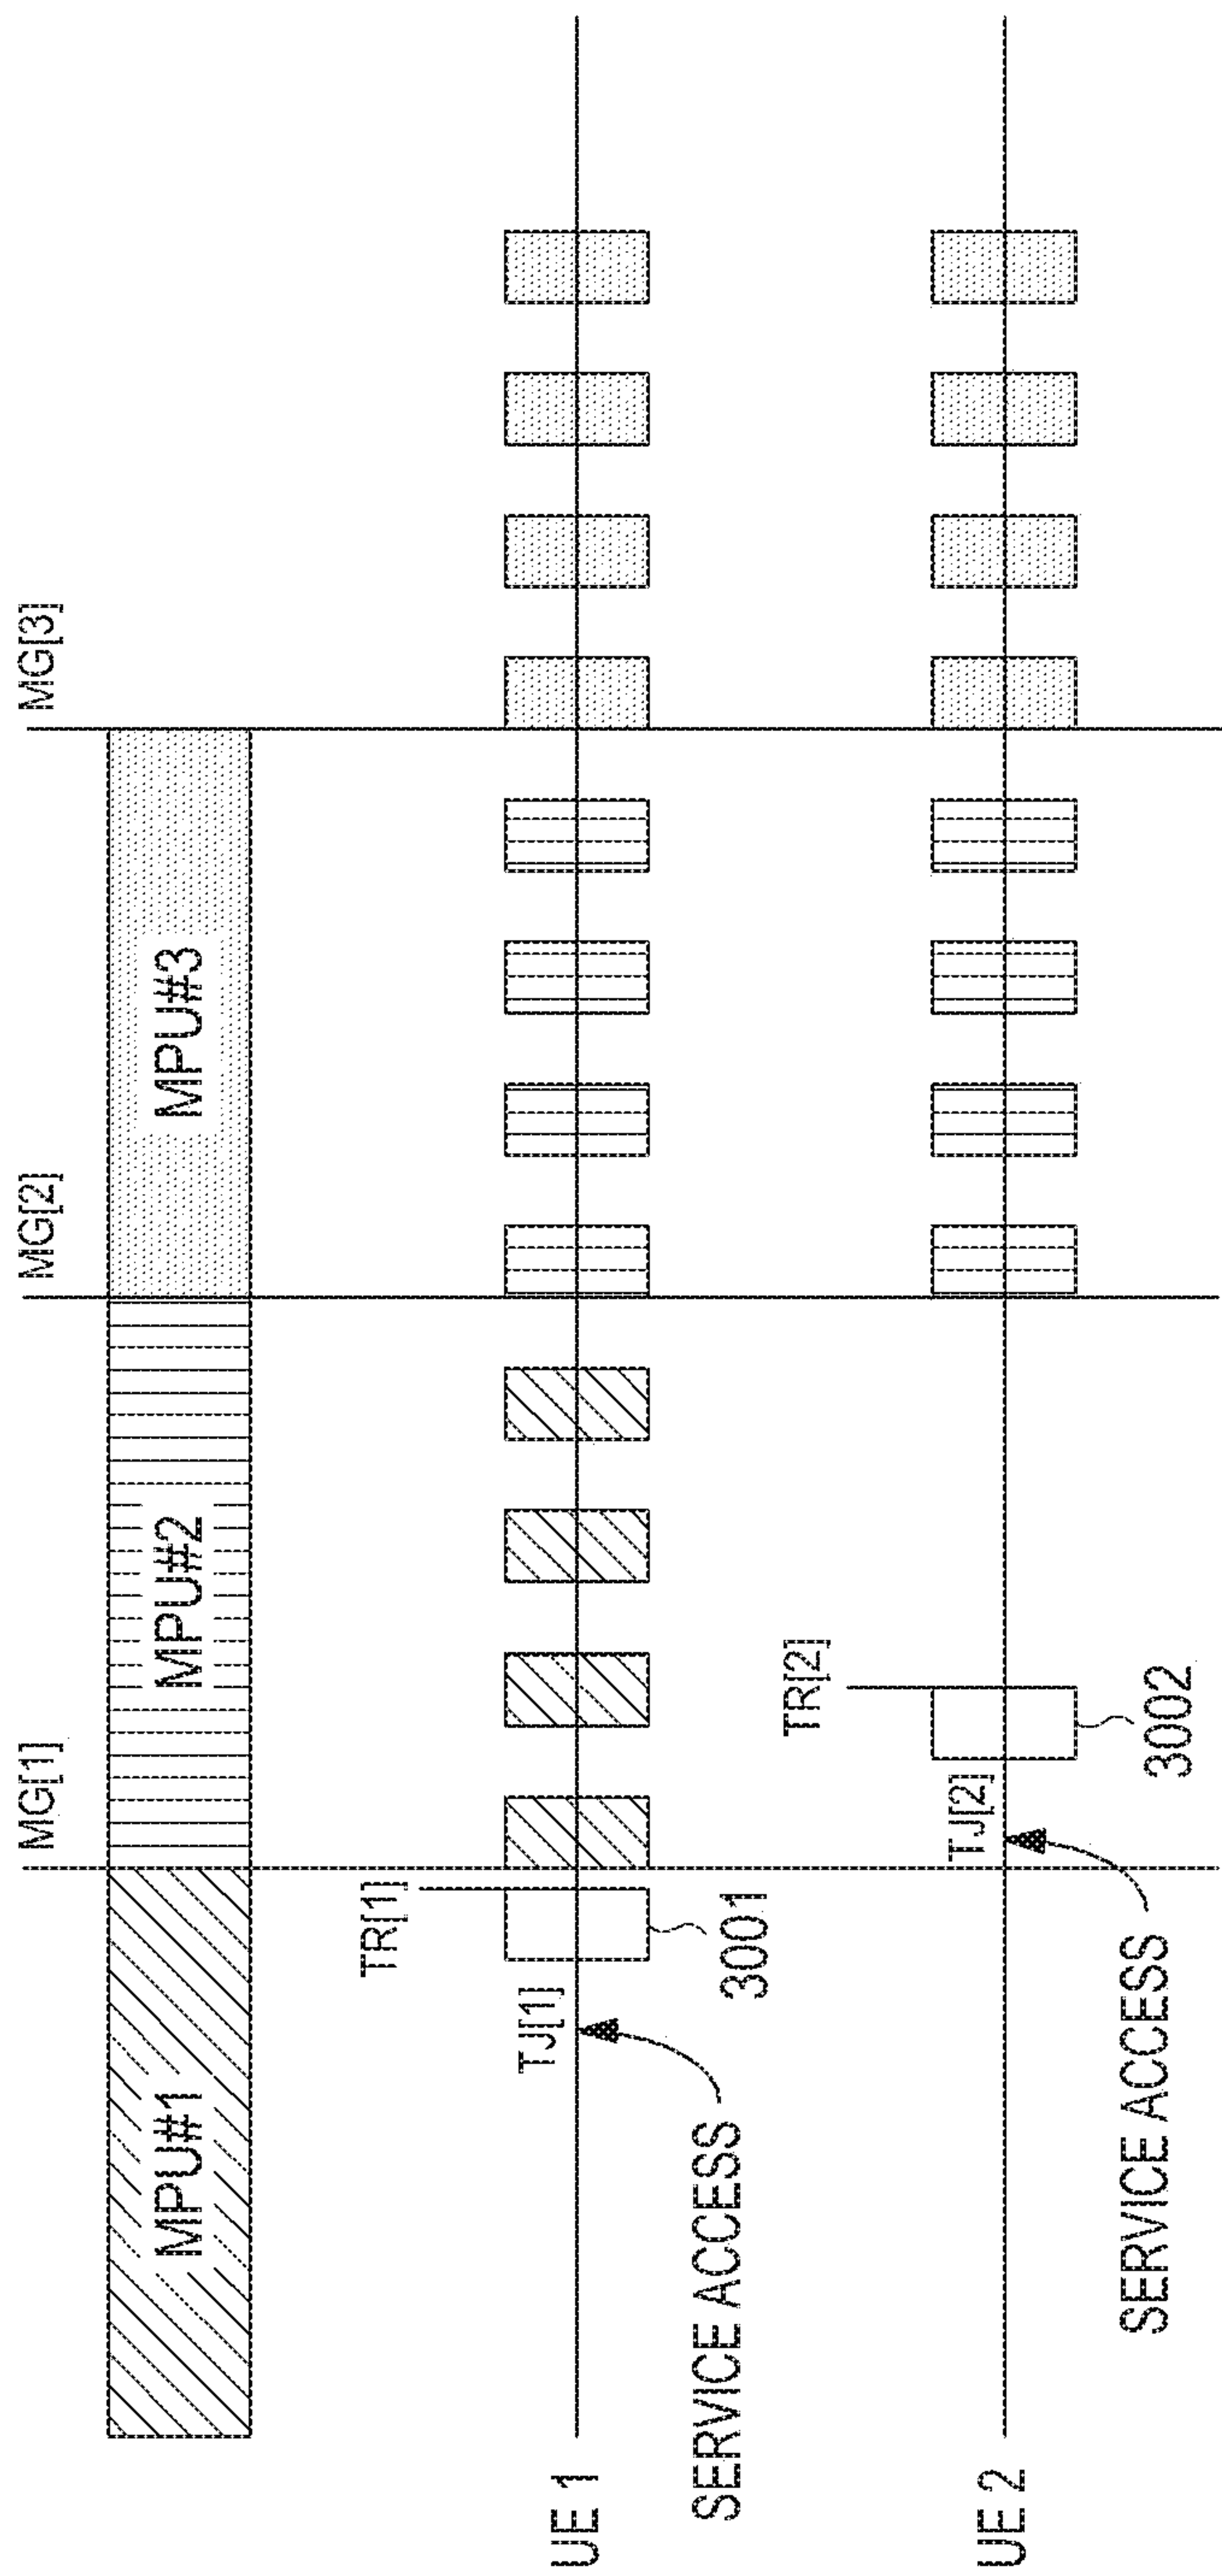 MG[1]
MG[2]
MG[3]
MPU#1
MPU#2
MPU#3
TR[1]
TJ[1]
UE 1
3001
SERVICE ACCESS
TR[2]
TJ[2]
UE 2
3002
SERVICE ACCESS